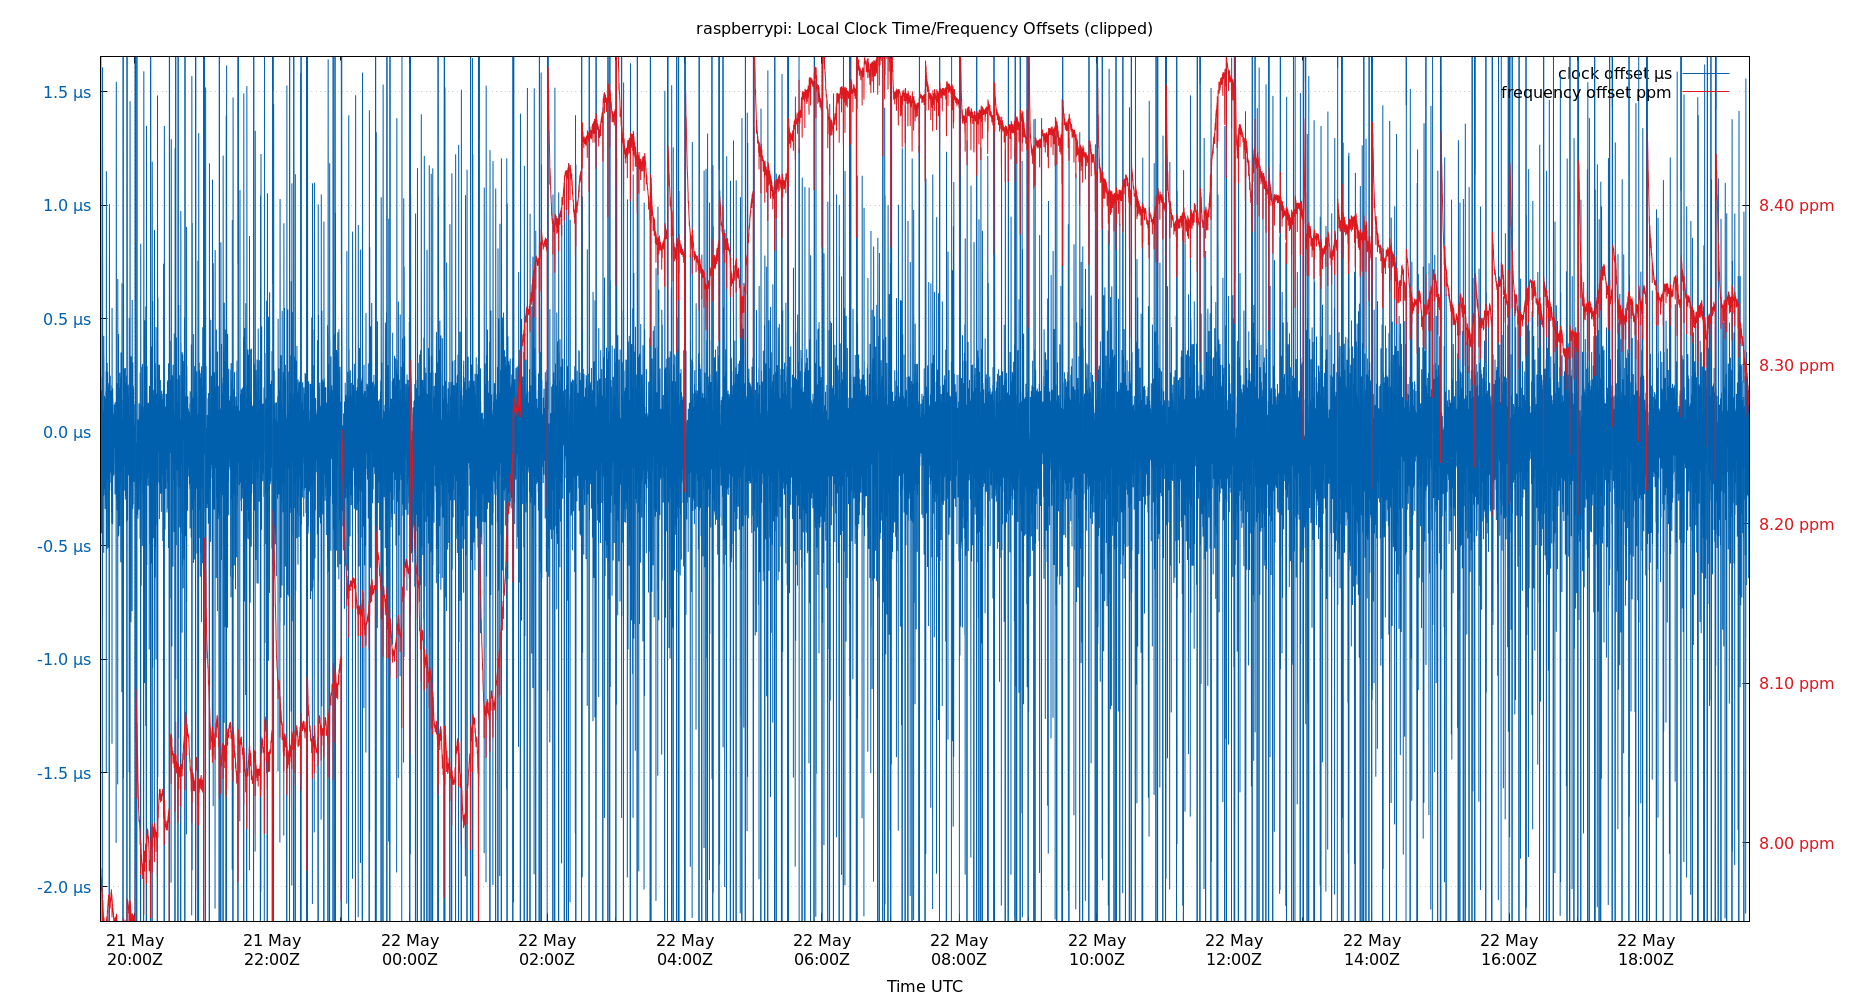 raspberrypi: Local Clock Time/Frequency Offsets (clipped)
clock offset µs
frequency offset ppm
1.5 µs
1.0 µs
0.5 µs
0.0 µs
-0.5 µs
-1.0 µs
-1.5 µs
-2.0 µs
8.40 ppm
8.30 ppm
8.20 ppm
8.10 ppm
8.00 ppm
21 May 21 May 22 May 22 May 22 May 22 May 22 May 22 May 22 May 22 May 22 May 22 May
20:00Z 22:00Z 00:00Z 02:00Z 04:00Z 06:00Z 08:00Z 10:00Z 12:00Z 14:00Z 16:00Z 18:00Z
Time UTC